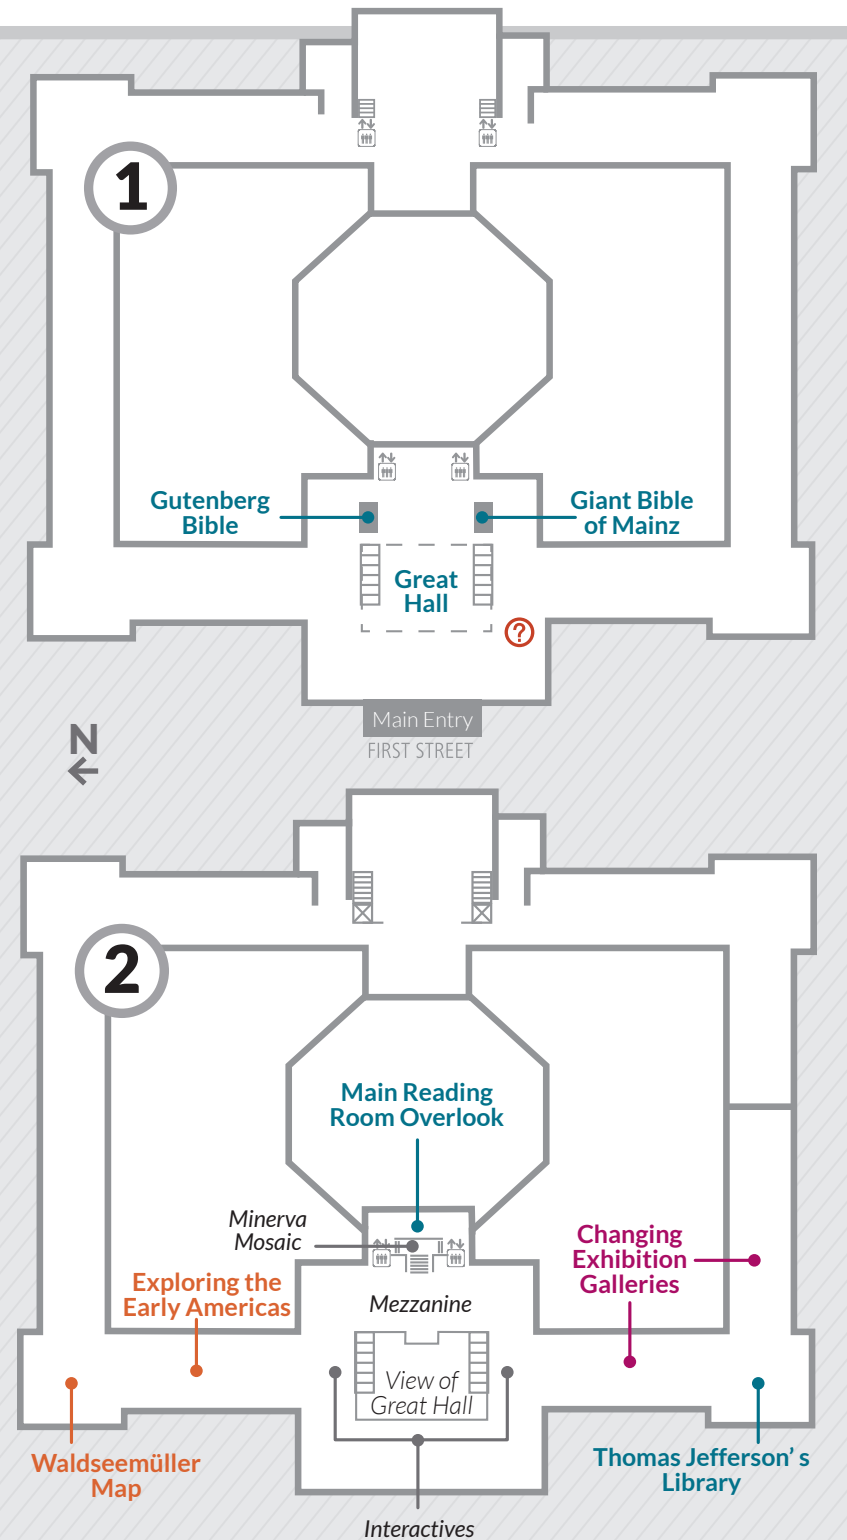 1
Gutenberg
Bible
Giant Bible
of Mainz
Great
Hall
?
Main Entry
FIRST STREET
N
2
Main Reading
Room Overlook
Minerva
Mosaic
Changing
Exhibition
Galleries
Exploring the
Early Americas
Mezzanine
View of
Great Hall
Waldseemüller
Map
Thomas Jefferson’ s
Library
Interactives